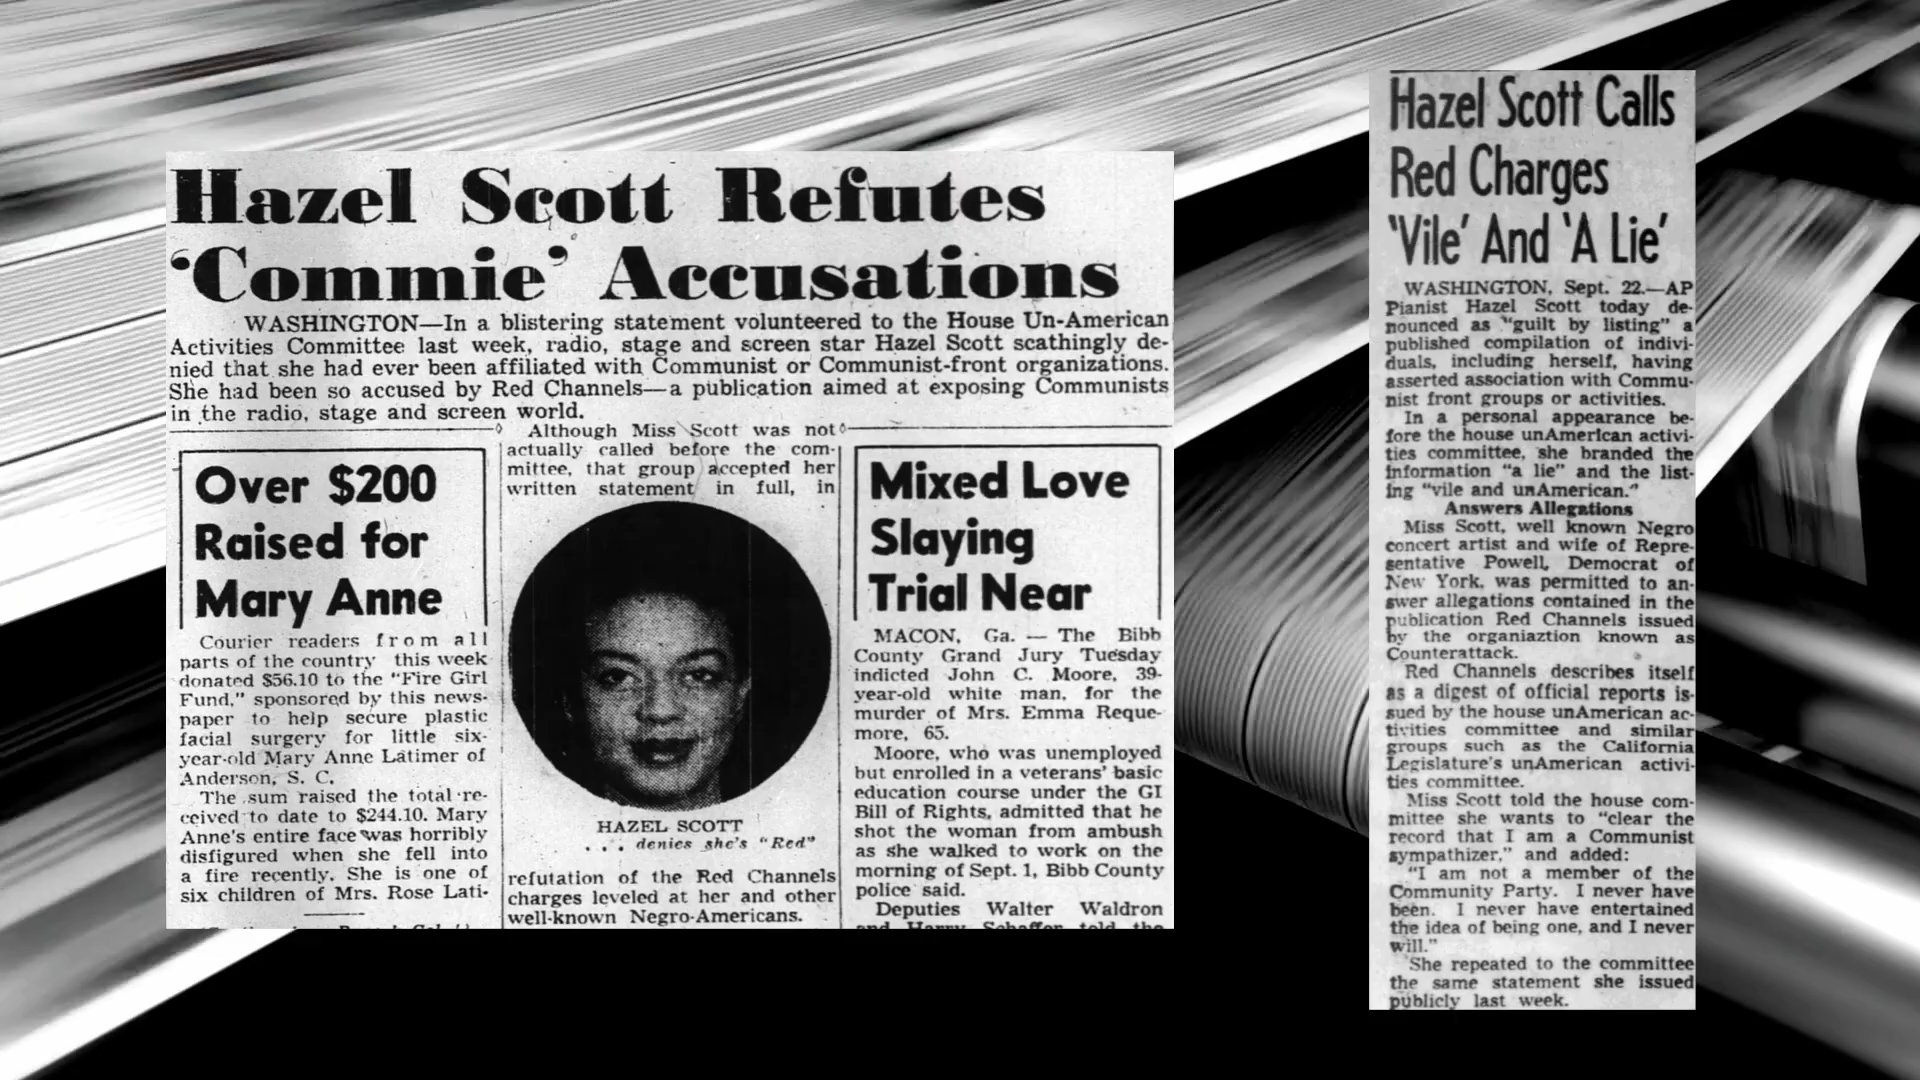 Hazel Scott Refutes
‘Commie’ Accusations
WASHINGTON—In a blistering statement volunteered to the House Un-American
Activities Committee last week, radio, stage and screen star Hazel Scott scathingly de-
nied that she had ever been affiliated with Communist or Communist-front organizations.
She had been so accused by Red Channels—a publication aimed at exposing Communists
in the radio, stage and screen world.
Over $200
Raised for
Mary Anne
Courier readers from all
parts of the country this week
donated $56.10 to the "Fire Girl
Fund," sponsored by this news-
paper to help secure plastic
facial surgery for little six-
year-old Mary Anne Latimer of
Anderson, S. C.
The sum raised the total re-
ceived to date to $244.10. Mary
Anne's entire face was horribly
disfigured when she fell into
a fire recently. She is one of
six children of Mrs. Rose Lati-
Although Miss Scott was not
actually called before the com-
mittee, that group accepted her
written statement in full, in
HAZEL SCOTT
. . . denies she's "Red"
refutation of the Red Channels
charges leveled at her and other
well-known Negro-Americans.
Mixed Love
Slaying
Trial Near
MACON, Ga. — The Bibb
County Grand Jury Tuesday
indicted John C. Moore, 39-
year-old white man, for the
murder of Mrs. Emma Reque-
more, 65.
Moore, who was unemployed
but enrolled in a veterans' basic
education course under the GI
Bill of Rights, admitted that he
shot the woman from ambush
as she walked to work on the
morning of Sept. 1, Bibb County
police said.
Deputies Walter Waldron
and Harry Schaffer told the
Hazel Scott Calls
Red Charges
‘Vile’ And ‘A Lie’
WASHINGTON, Sept. 22.—AP
Pianist Hazel Scott today de-
nounced as "guilt by listing" a
published compilation of indivi-
duals, including herself, having
asserted association with Commu-
nist front groups or activities.
In a personal appearance be-
fore the house unAmerican activi-
ties committee, she branded the
information "a lie" and the list-
ing "vile and unAmerican."
Answers Allegations
Miss Scott, well known Negro
concert artist and wife of Repre-
sentative Powell, Democrat of
New York, was permitted to an-
swer allegations contained in the
publication Red Channels issued
by the organiaztion known as
Counterattack.
Red Channels describes itself
as a digest of official reports is-
sued by the house unAmerican ac-
tivities committee and similar
groups such as the California
Legislature's unAmerican activi-
ties committee.
Miss Scott told the house com-
mittee she wants to "clear the
record that I am a Communist
sympathizer," and added:
"I am not a member of the
Community Party. I never have
been. I never have entertained
the idea of being one, and I never
will."
She repeated to the committee
the same statement she issued
publicly last week.